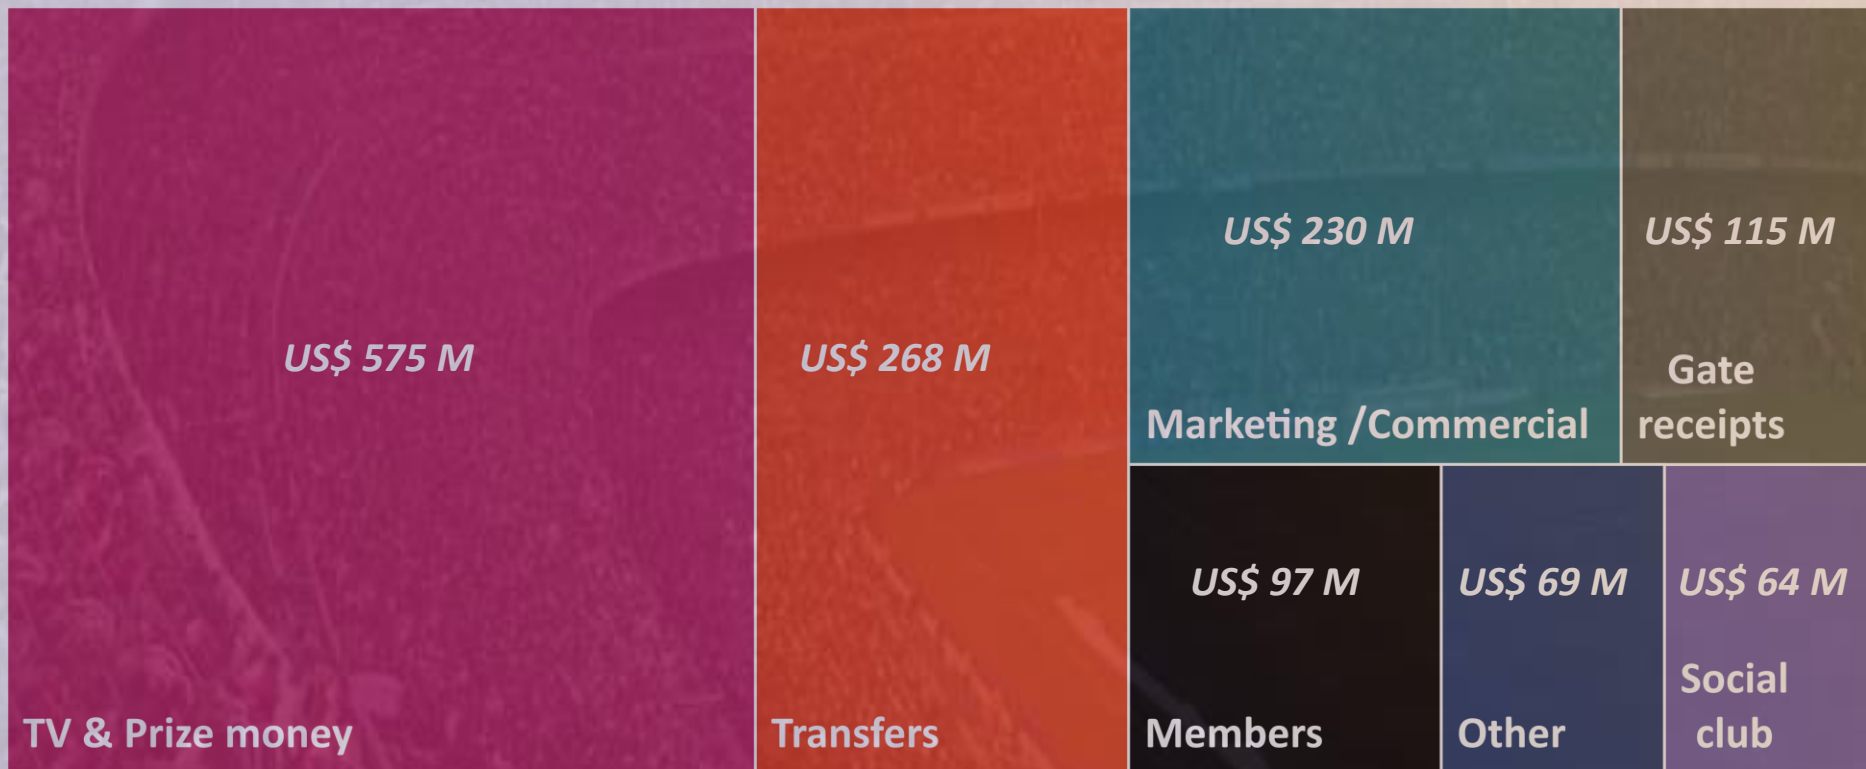 US$ 575 M
TV & Prize money
US$ 268 M
Transfers
US$ 230 M
Marketing /Commercial
US$ 115 M
Gate
receipts
US$ 97 M
Members
US$ 69 M
Other
US$ 64 M
Social
club